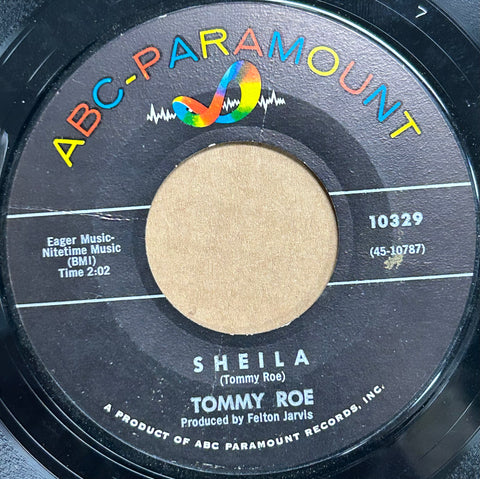 7
ABC-PARAMOUNT
Eager Music-
Nitetime Music
(BMI)
Time 2:02
10329
(45-10787)
SHEILA
(Tommy Roe)
TOMMY ROE
Produced by Felton Jarvis
A PRODUCT OF ABC PARAMOUNT RECORDS, INC.